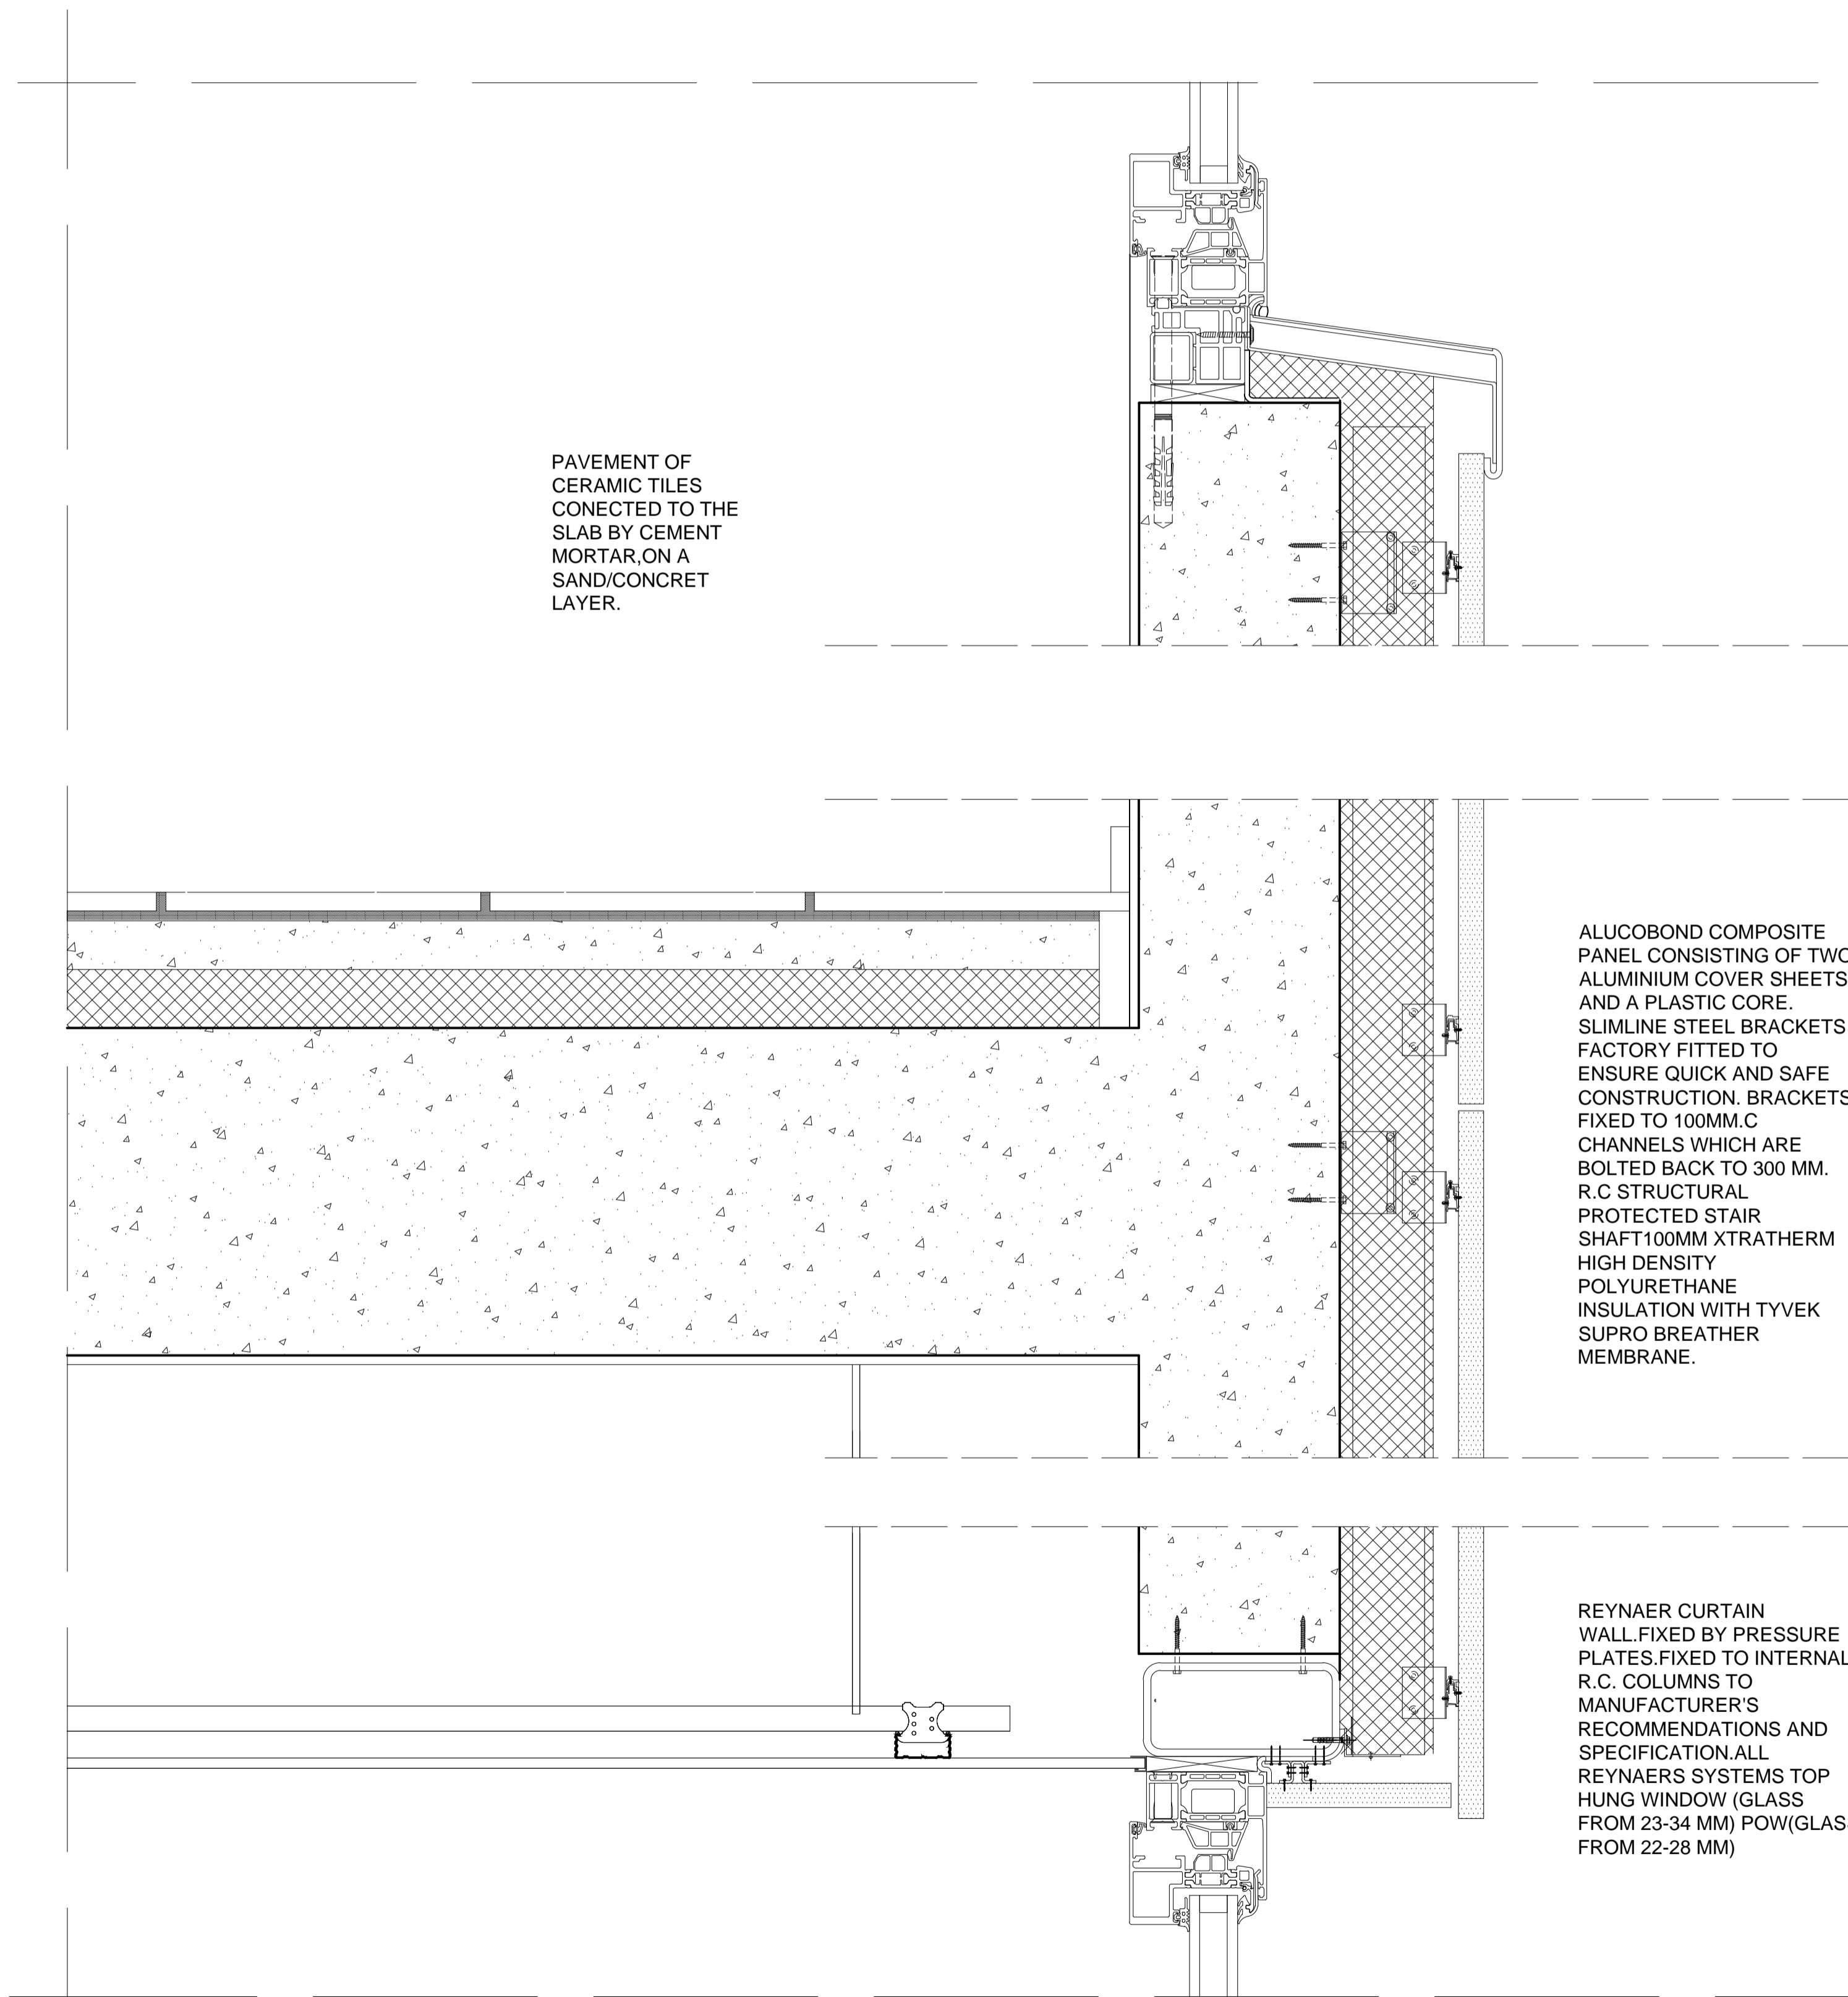 PAVEMENT OF
CERAMIC TILES
CONECTED TO THE
SLAB BY CEMENT
MORTAR,ON A
SAND/CONCRET
LAYER.
ALUCOBOND COMPOSITE
PANEL CONSISTING OF TWO
ALUMINIUM COVER SHEETS
AND A PLASTIC CORE.
SLIMLINE STEEL BRACKETS
FACTORY FITTED TO
ENSURE QUICK AND SAFE
CONSTRUCTION. BRACKETS
FIXED TO 100MM.C
CHANNELS WHICH ARE
BOLTED BACK TO 300 MM.
R.C STRUCTURAL
PROTECTED STAIR
SHAFT100MM XTRATHERM
HIGH DENSITY
POLYURETHANE
INSULATION WITH TYVEK
SUPRO BREATHER
MEMBRANE.
REYNAER CURTAIN
WALL.FIXED BY PRESSURE
PLATES.FIXED TO INTERNAL
R.C. COLUMNS TO
MANUFACTURER'S
RECOMMENDATIONS AND
SPECIFICATION.ALL
REYNAERS SYSTEMS TOP
HUNG WINDOW (GLASS
FROM 23-34 MM) POW(GLAS
FROM 22-28 MM)